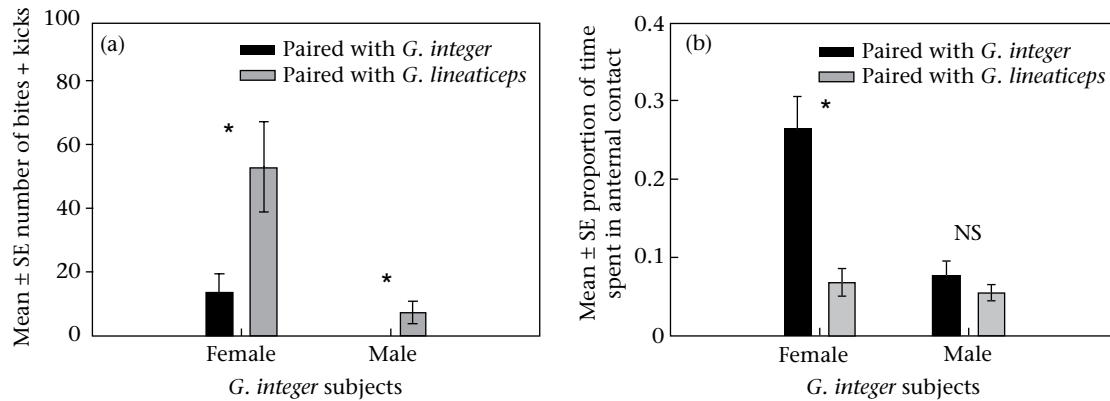 Mean ± SE number of bites + kicks
100
80
60
40
20
0
(a)
Paired with G. integer
Paired with G. lineaticeps
*
*
Female
Male
G. integer subjects
Mean ± SE proportion of time
spent in anternal contact
0.4
0.3
0.2
0.1
0
(b)
Paired with G. integer
Paired with G. lineaticeps
*
NS
Female
Male
G. integer subjects